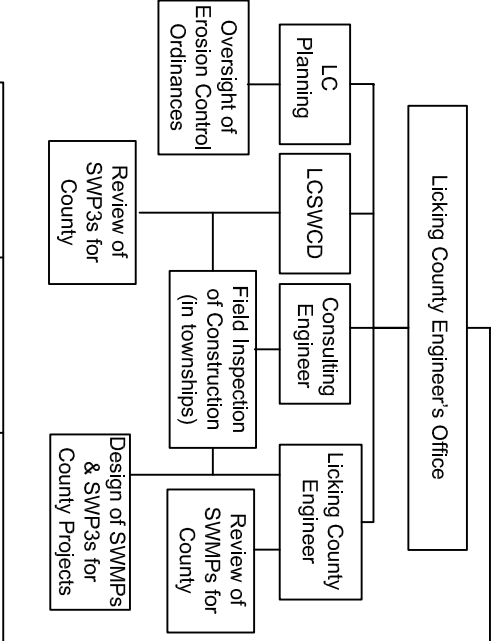 Licking County Engineer's Office
LC
Planning
LCSWCD
Consulting
Engineer
Licking County
Engineer
Oversight of
Erosion Control
Ordinances
Field Inspection
of Construction
(in townships)
Review of
SWMPs for
County
Review of
SWP3s for
County
Design of SWMPs
& SWP3s for
County Projects